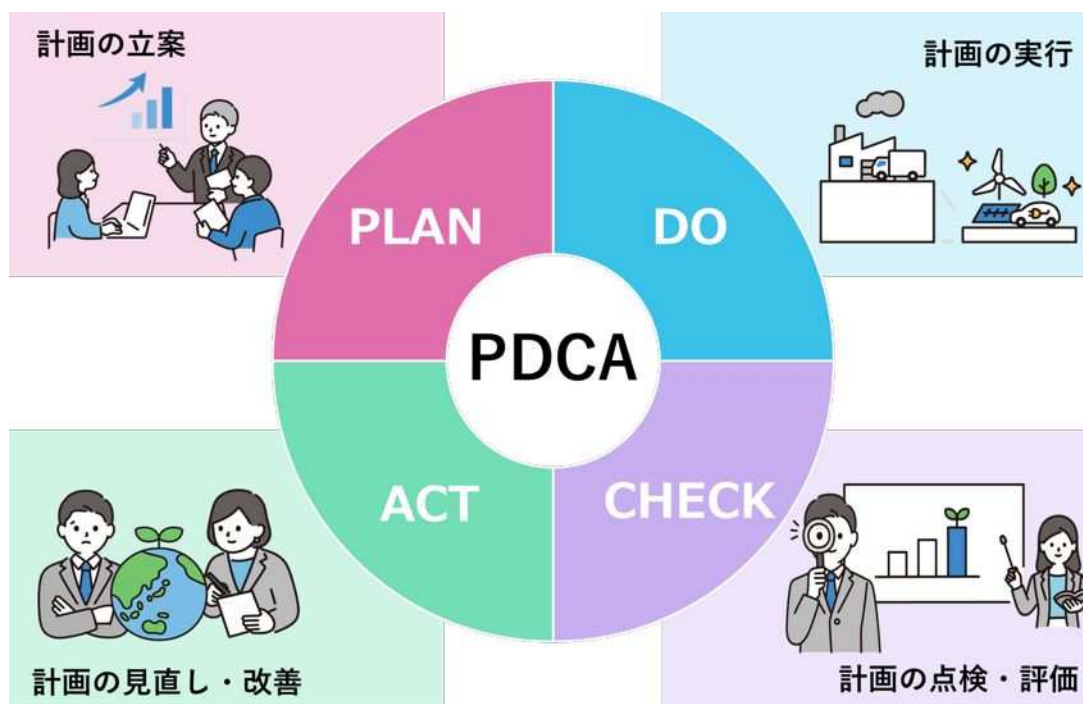 計画の立案
計画の実行
PLAN
DO
PDCA
ACT
CHECK
計画の見直し・改善
計画の点検・評価